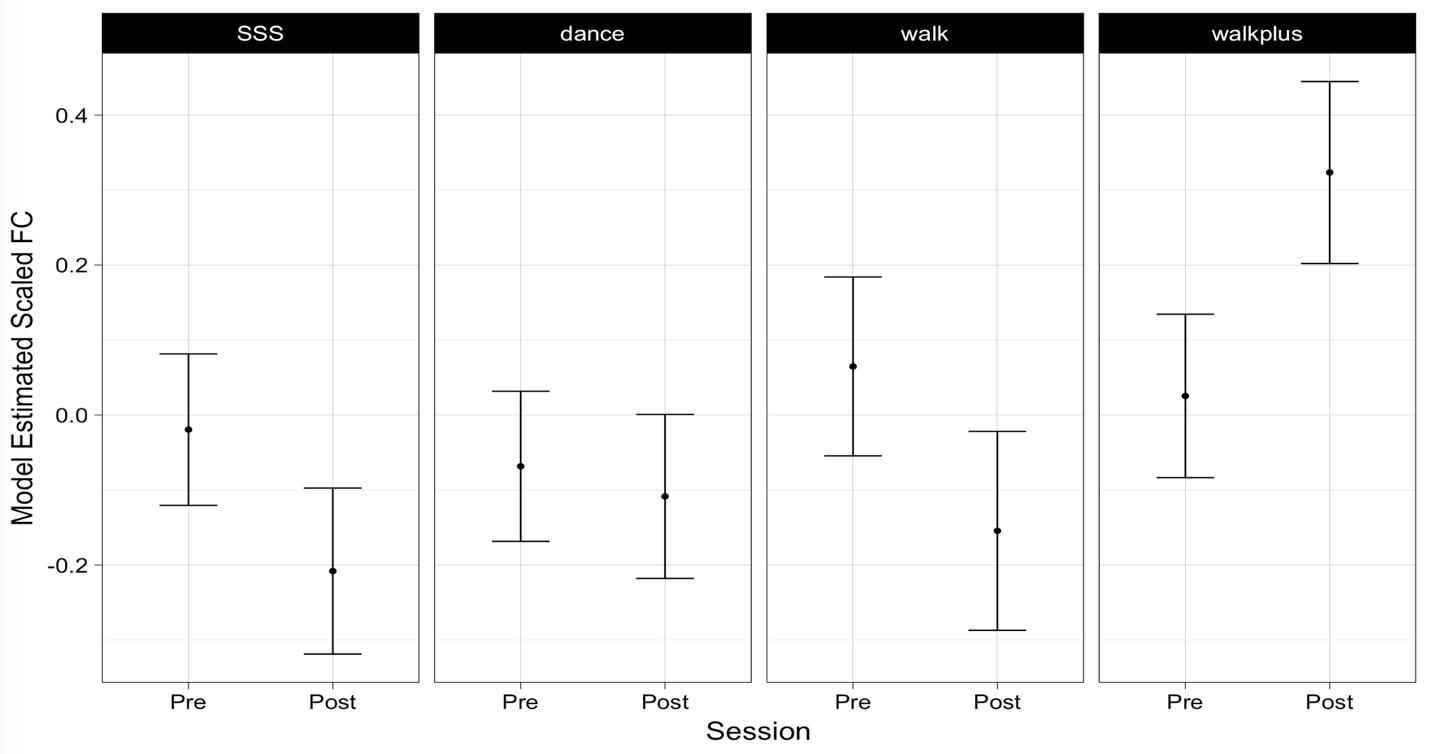 SSS dance walk walkplus
Model Estimated Scaled FC
0.4
0.2
0.0
-0.2
Pre Post Pre Post Pre Post Pre Post
Session